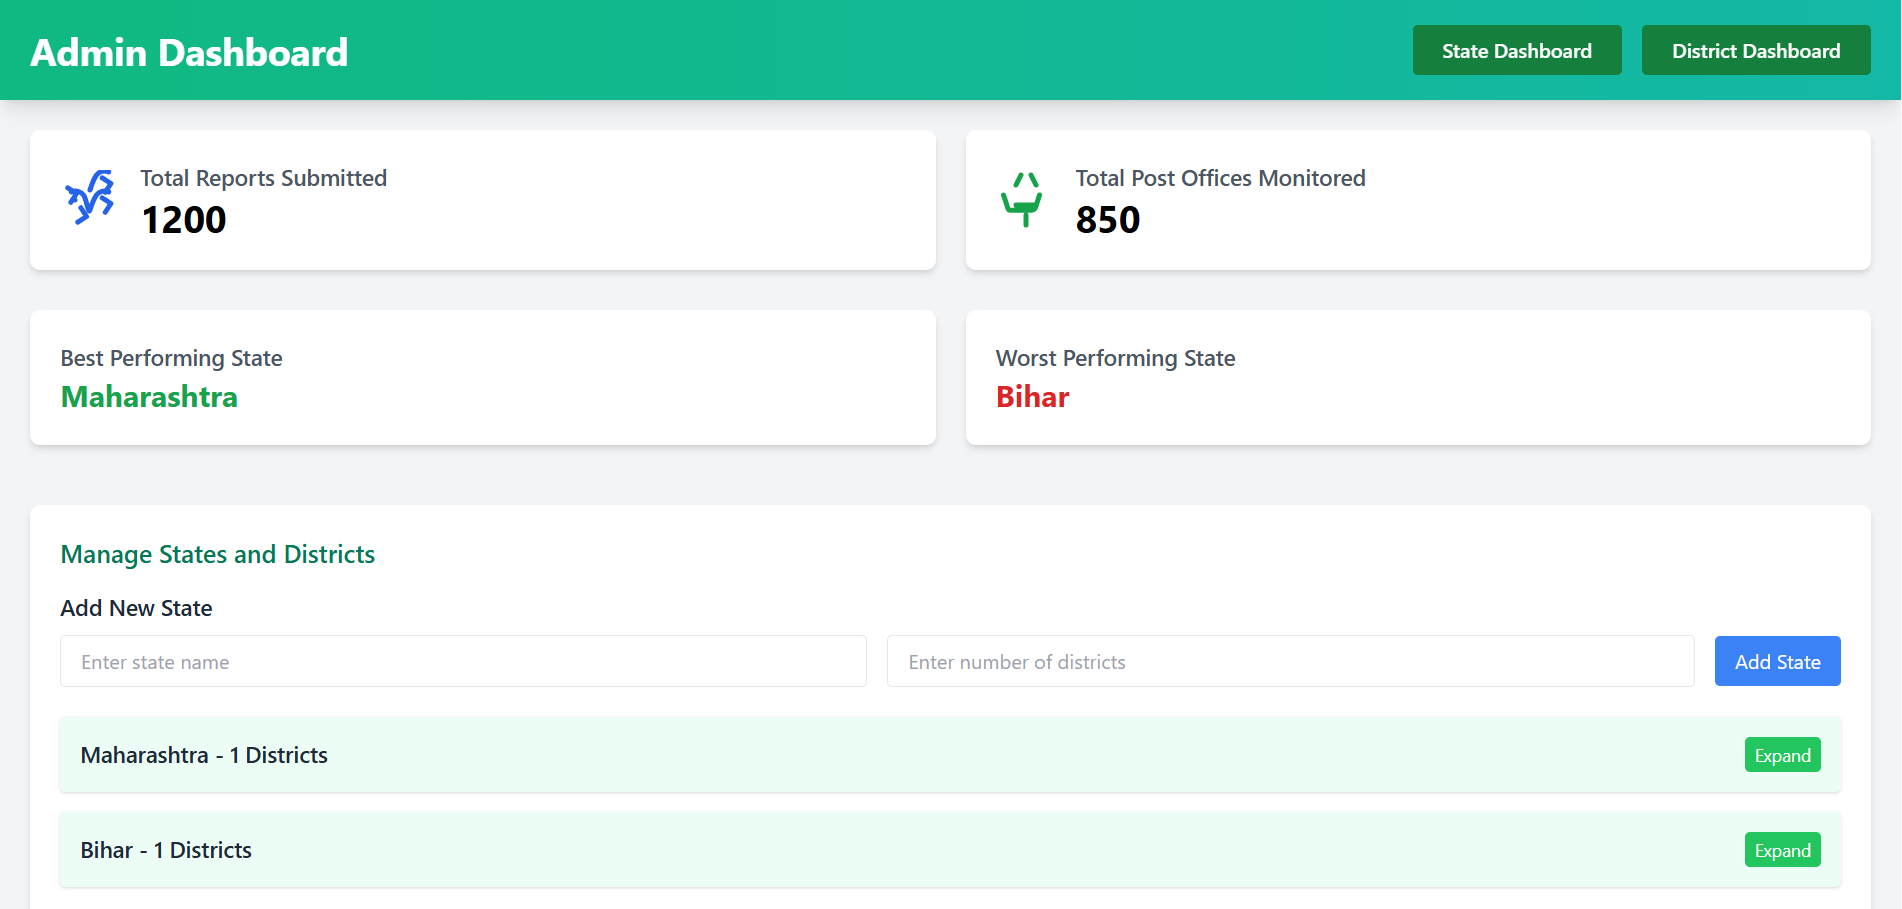 Admin Dashboard
State Dashboard
District Dashboard
Total Reports Submitted
1200
Total Post Offices Monitored
850
Best Performing State
Maharashtra
Worst Performing State
Bihar
Manage States and Districts
Add New State
Enter state name
Enter number of districts
Add State
Maharashtra - 1 Districts
Expand
Bihar - 1 Districts
Expand